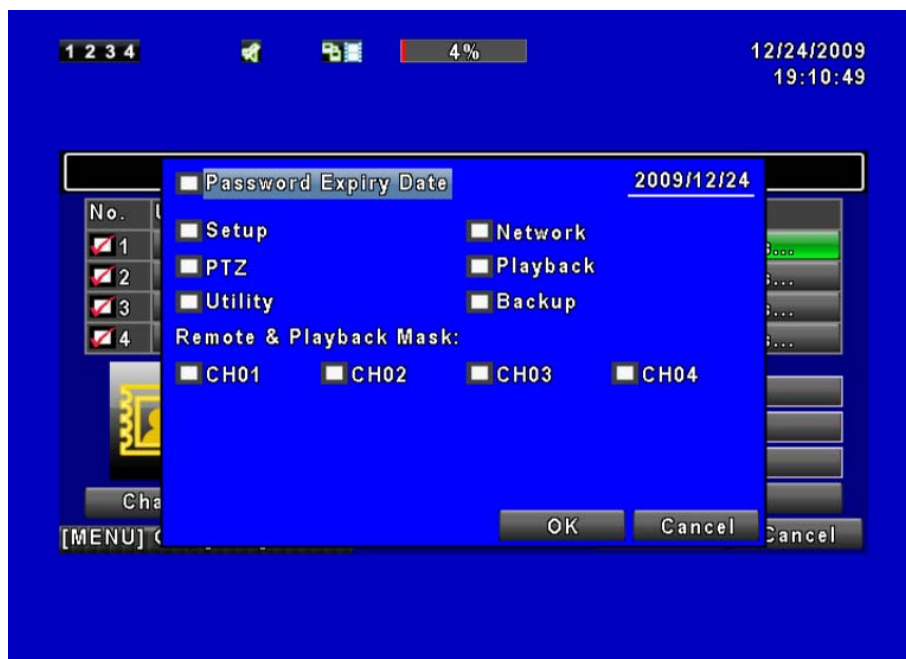 1 2 3 4 4% 12/24/2009
19:10:49
Password Expiry Date 2009/12/24
No.
Setup Network
1
PTZ Playback
2
Utility Backup
3
Remote & Playback Mask:
4
CH01 CH02 CH03 CH04
OK Cancel
[MENU] Cancel